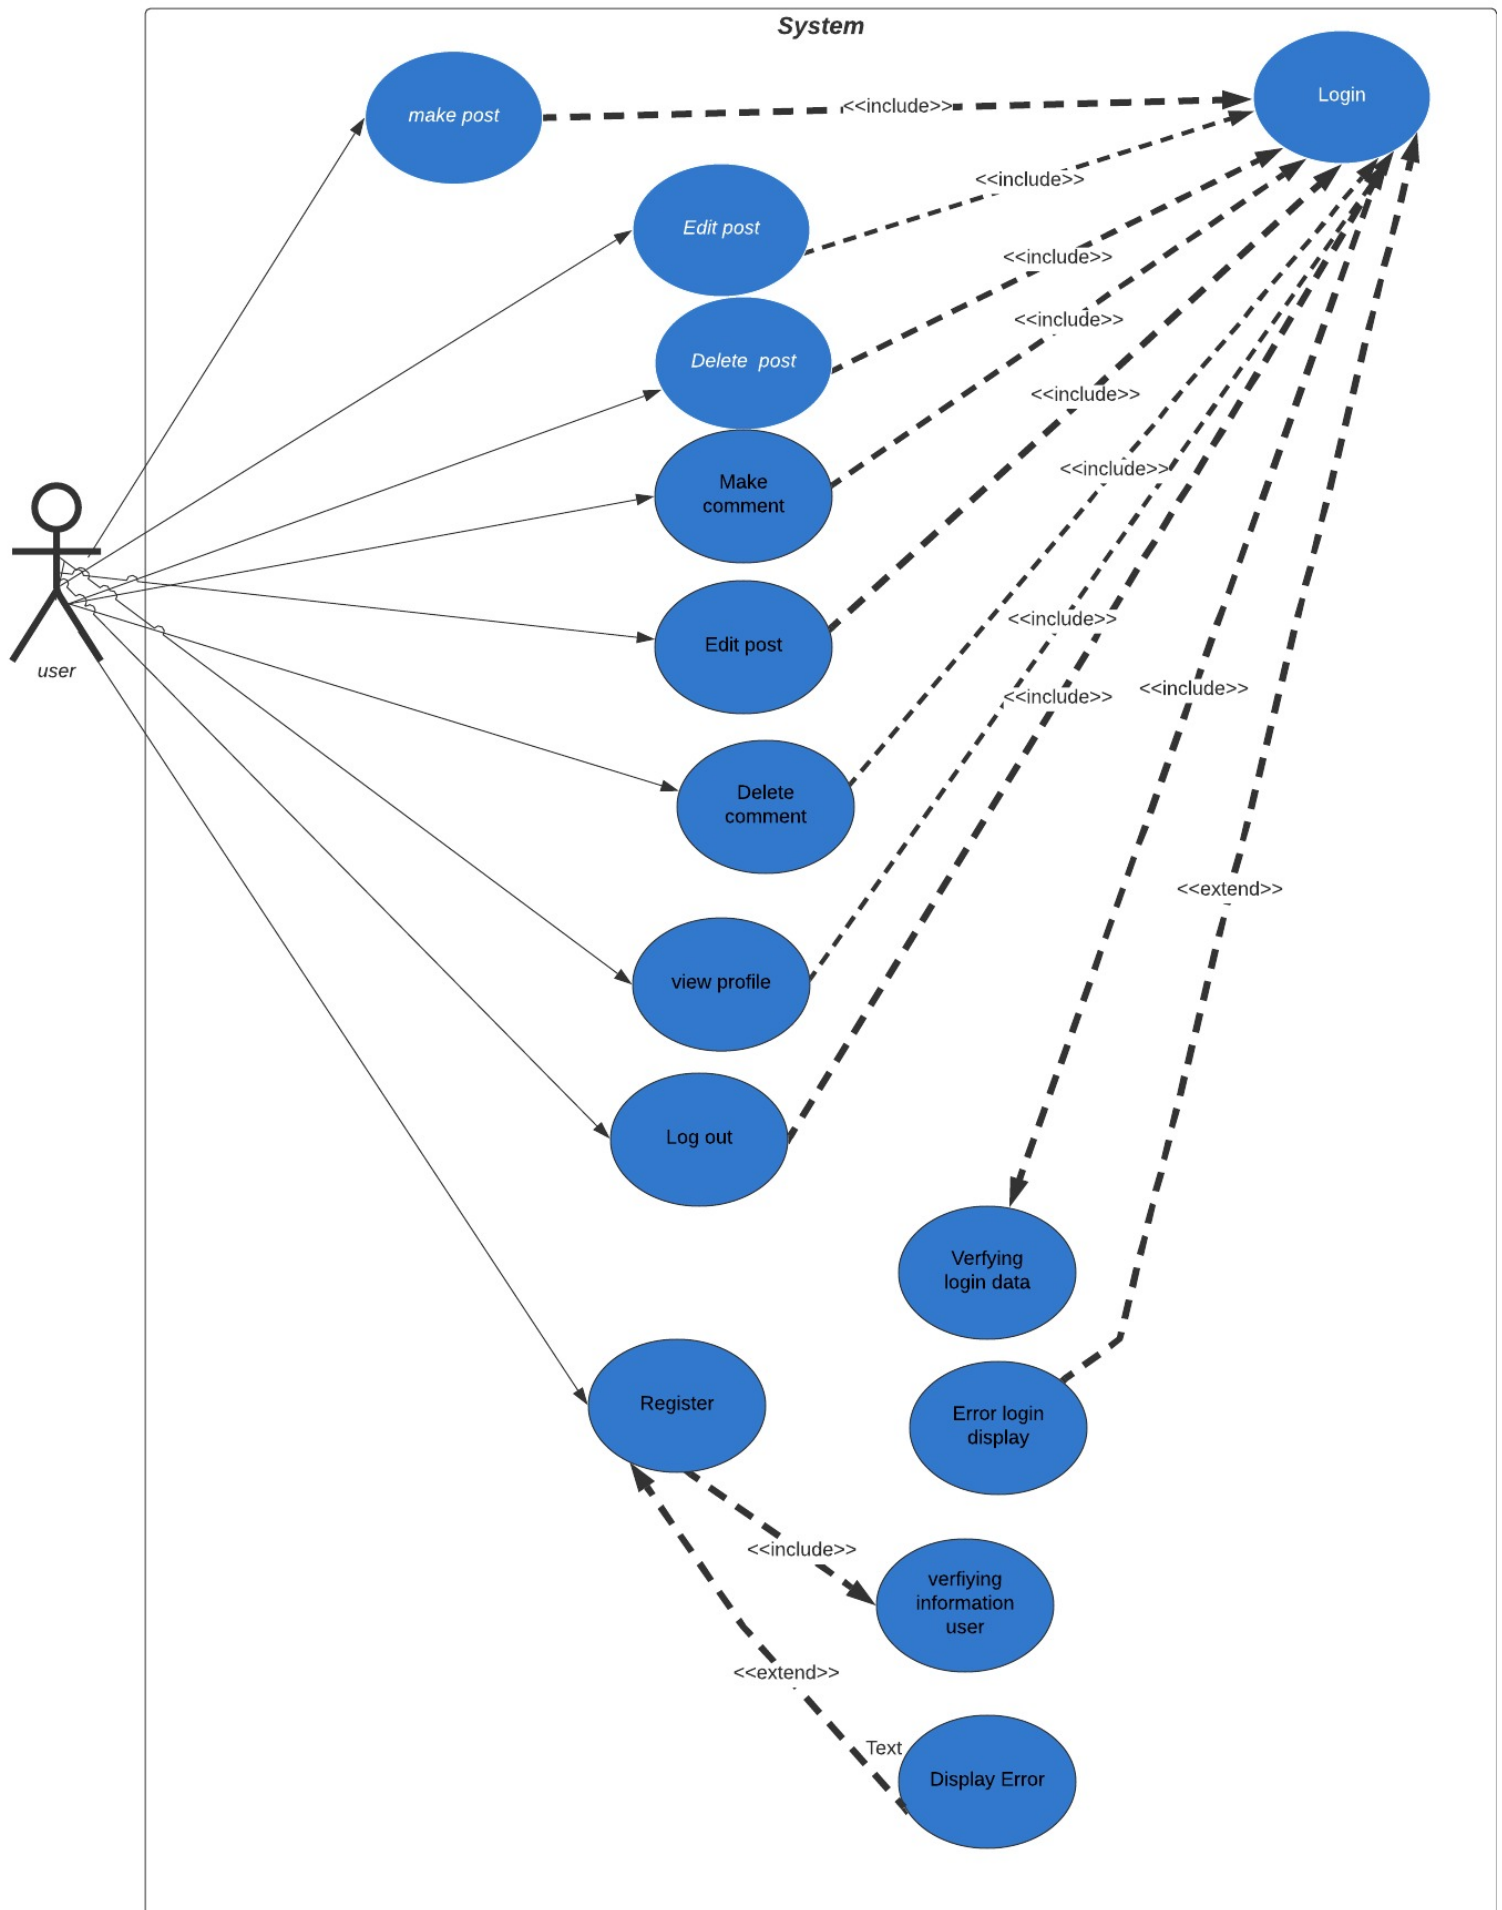 System
make post
<<include>>
Login
<<include>>
Edit post
<<include>>
<<include>>
Delete  post
<<include>>
<<include>>
Make
comment
user
<<include>>
Edit post
<<include>>
<<include>>
Delete
comment
<<extend>>
view profile
Log out
Verfying
login data
Register
Error login
display
<<include>>
verfiying
information
user
<<extend>>
Text
Display Error